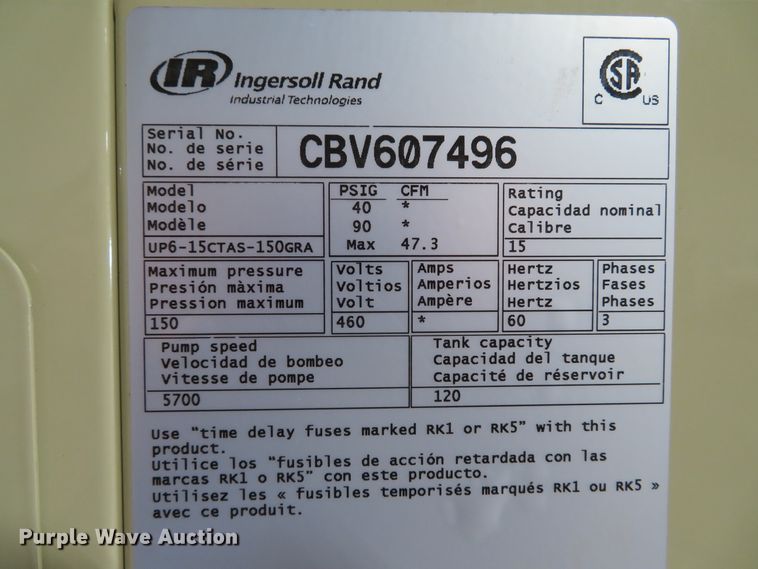 IR Ingersoll Rand
Industrial Technologies
CSA
C US
Serial No.
No. de serie
No. de série
CBV607496
Model
Modelo
Modèle
UP6-15CTAS-150GRA
PSIG CFM
40 *
90 *
Max 47.3
Rating
Capacidad nominal
Calibre
15
Maximum pressure
Presión màxima
Pression maximum
150
Volts
Voltios
Volt
460
Amps
Amperios
Ampère
*
Hertz
Hertzios
Hertz
60
Phases
Fases
Phases
3
Pump speed
Velocidad de bombeo
Vitesse de pompe
5700
Tank capacity
Capacidad del tanque
Capacité de réservoir
120
Use "time delay fuses marked RK1 or RK5" with this
product.
Utilice los "fusibles de acción retardada con las
marcas RK1 o RK5" con este producto.
Utilisez les « fusibles temporisés marqués RK1 ou RK5 »
avec ce produit.
Purple Wave Auction